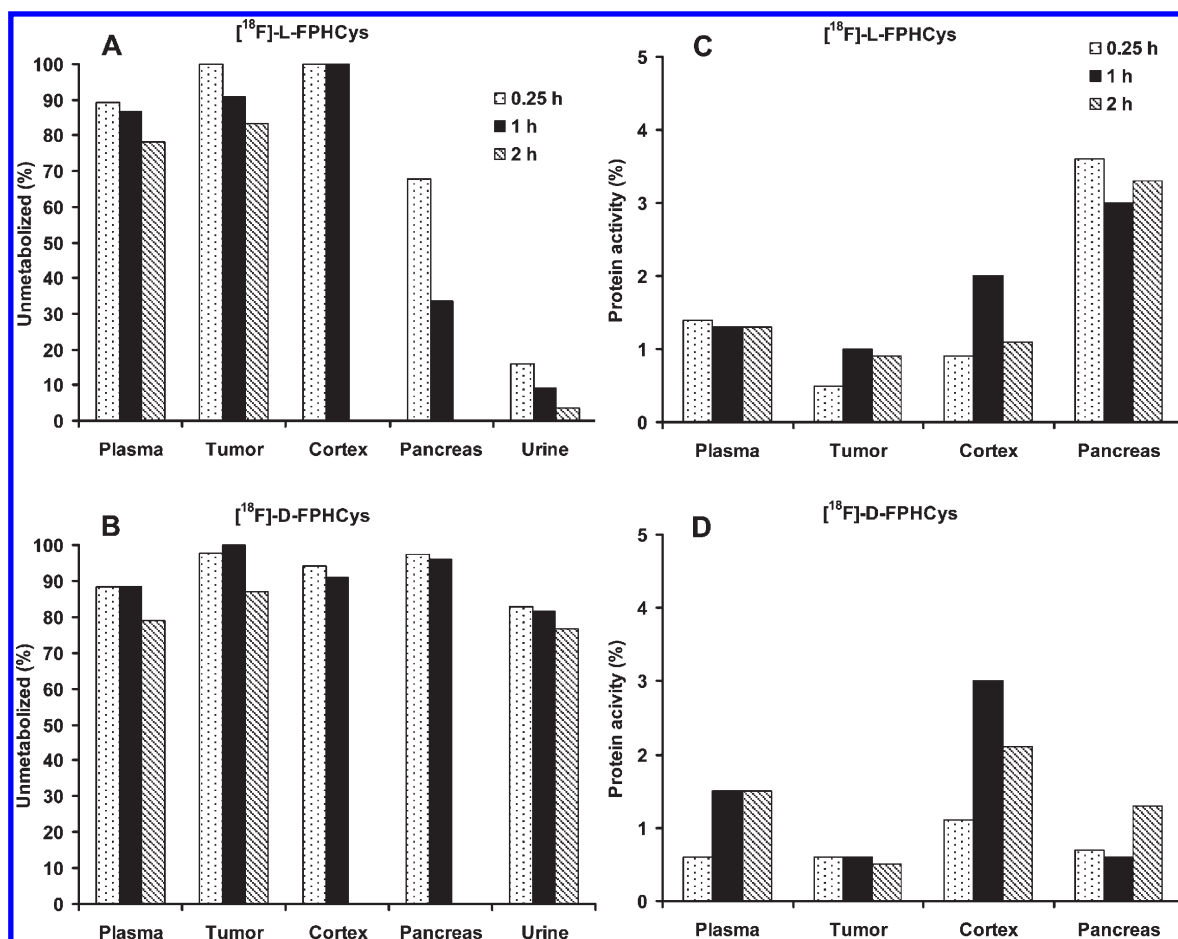 A
[18F]-L-FPHCys
Unmetabolized (%)
100
90
80
70
60
50
40
30
20
10
0
0.25 h
1 h
2 h
Plasma Tumor Cortex Pancreas Urine
C
[18F]-L-FPHCys
Protein activity (%)
5
4
3
2
1
0
0.25 h
1 h
2 h
Plasma Tumor Cortex Pancreas
B
[18F]-D-FPHCys
Unmetabolized (%)
100
90
80
70
60
50
40
30
20
10
0
Plasma Tumor Cortex Pancreas Urine
D
[18F]-D-FPHCys
Protein acivity (%)
5
4
3
2
1
0
Plasma Tumor Cortex Pancreas